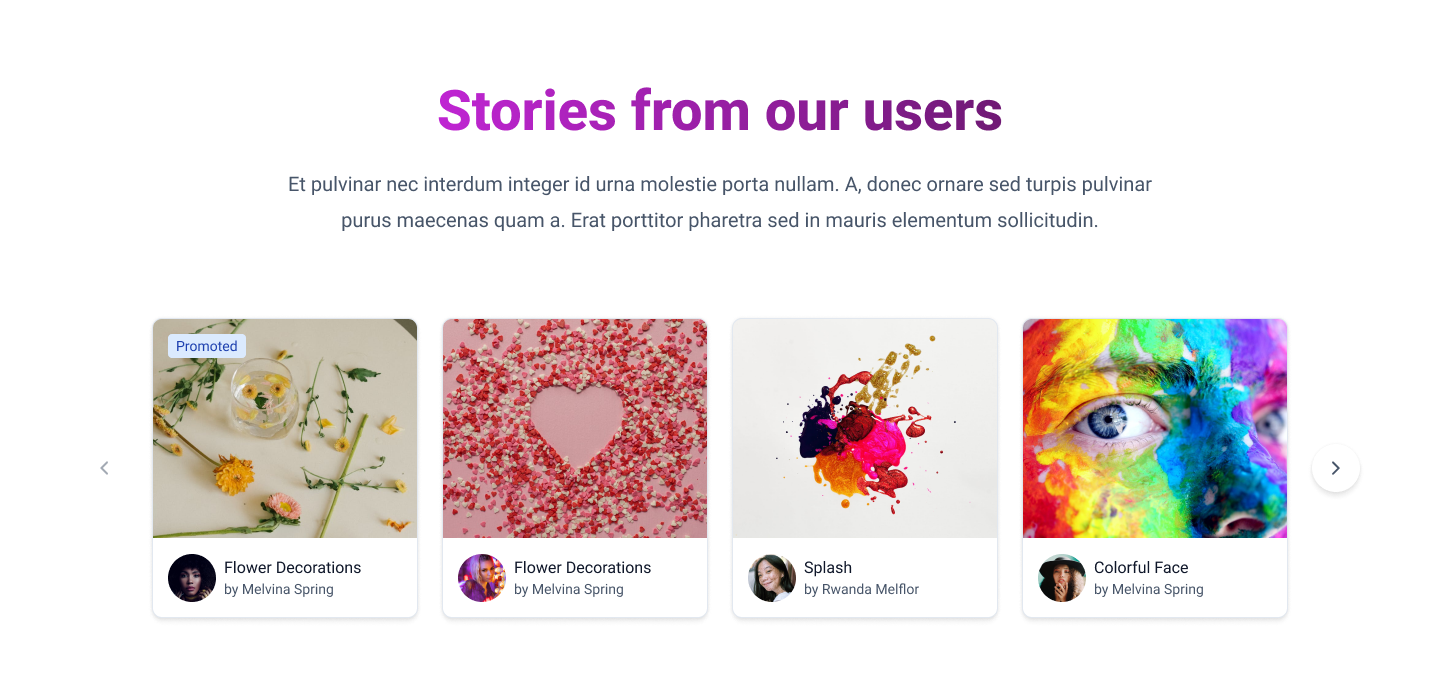 Stories from our users
Et pulvinar nec interdum integer id urna molestie porta nullam. A, donec ornare sed turpis pulvinar
purus maecenas quam a. Erat porttitor pharetra sed in mauris elementum sollicitudin.
Promoted
Flower Decorations
by Melvina Spring
Flower Decorations
by Melvina Spring
Splash
by Rwanda Melflor
Colorful Face
by Melvina Spring